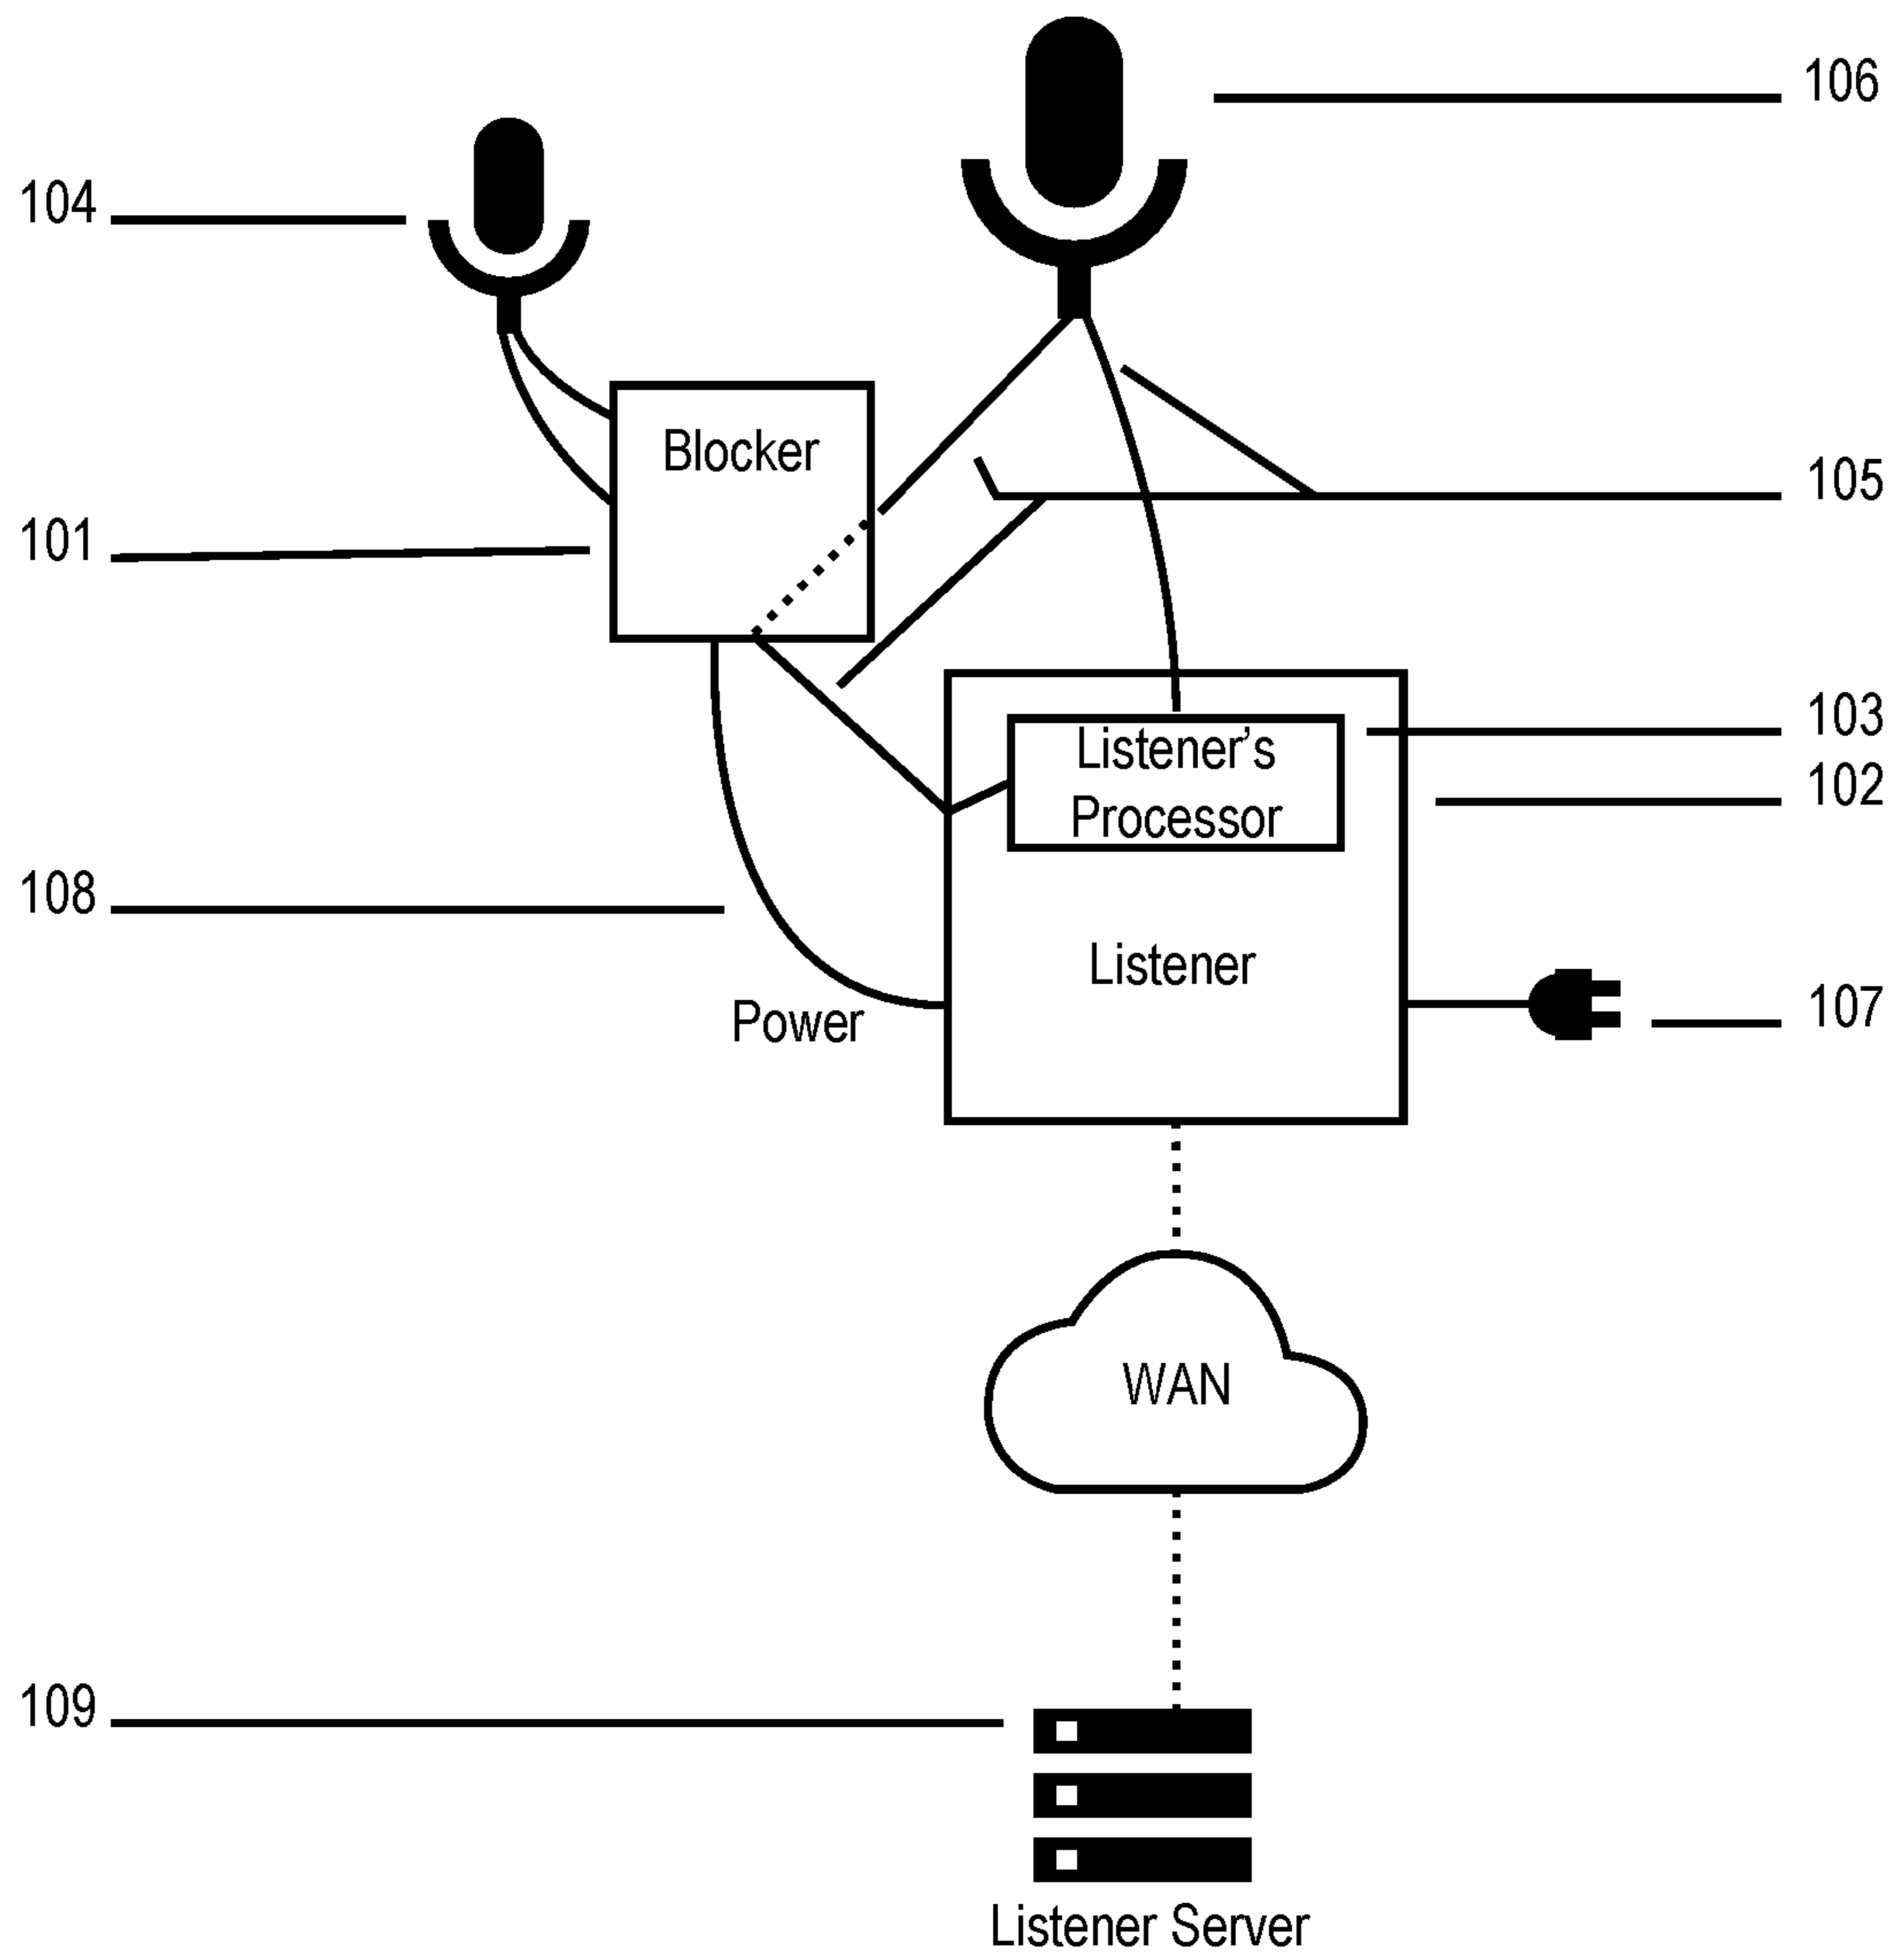 106
104
Blocker
105
101
103
Listener's
Processor
102
108
Listener
107
Power
WAN
109
Listener Server